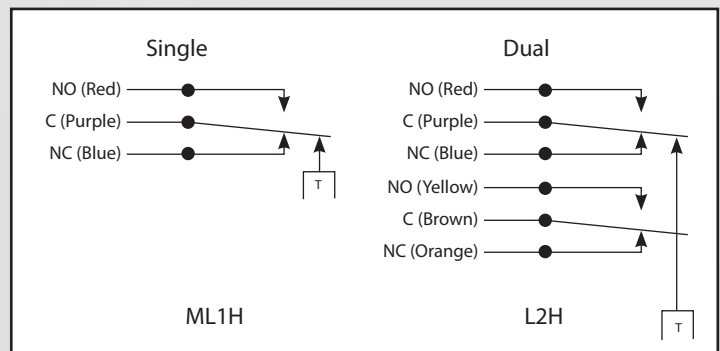 Single
NO (Red)
C (Purple)
NC (Blue)
T
ML1H
Dual
NO (Red)
C (Purple)
NC (Blue)
NO (Yellow)
C (Brown)
NC (Orange)
L2H
T